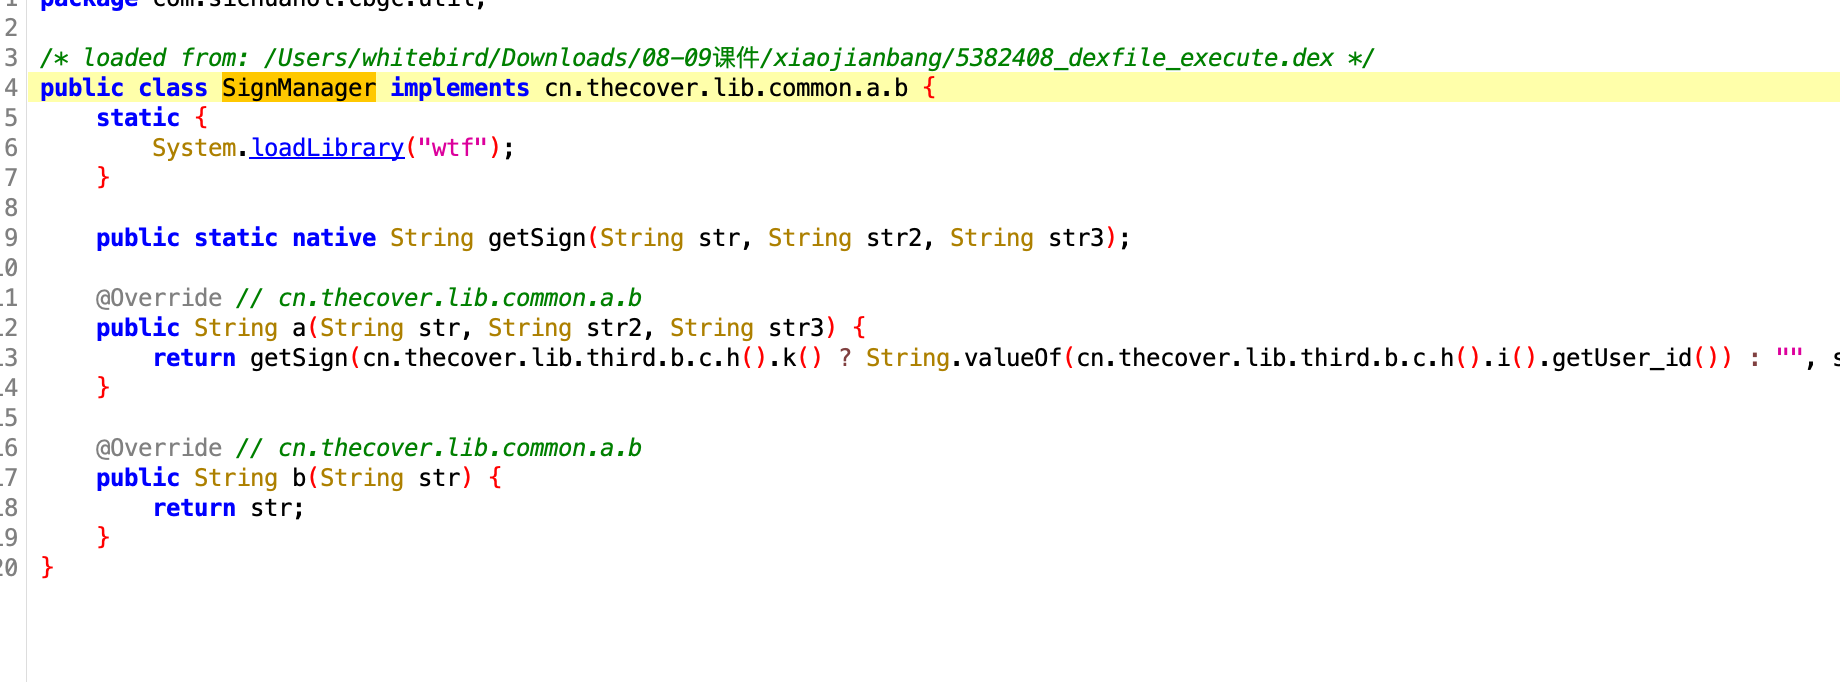 1 package com.sichuanol.cbgc.util;
2
3 /* loaded from: /Users/whitebird/Downloads/08-09课件/xiaojianbang/5382408_dexfile_execute.dex */
4 public class SignManager implements cn.thecover.lib.common.a.b {
5 static {
6 System.loadLibrary("wtf");
7 }
8
9 public static native String getSign(String str, String str2, String str3);
10
11 @Override // cn.thecover.lib.common.a.b
12 public String a(String str, String str2, String str3) {
13 return getSign(cn.thecover.lib.third.b.c.h().k() ? String.valueOf(cn.thecover.lib.third.b.c.h().i().getUser_id()) : "", s
14 }
15
16 @Override // cn.thecover.lib.common.a.b
17 public String b(String str) {
18 return str;
19 }
20 }